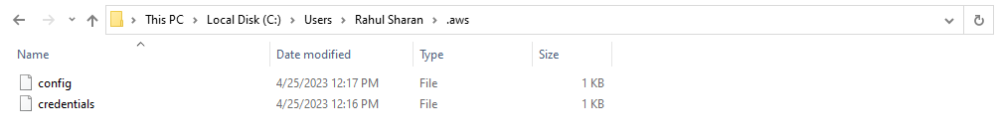 This PC > Local Disk (C:) > Users > Rahul Sharan > .aws
Name Date modified Type Size
config 4/25/2023 12:17 PM File 1 KB
credentials 4/25/2023 12:16 PM File 1 KB